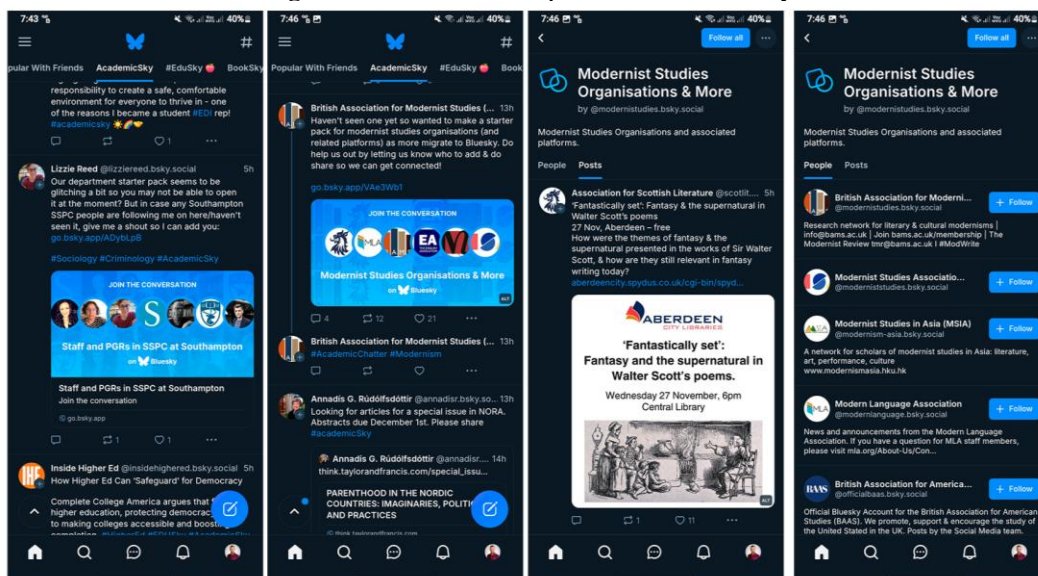 7:43
40%
#
pular With Friends AcademicSky #EduSky BookSky
responsibility to create a safe, comfortable
environment for everyone to thrive in - one
of the reasons I became a student #EDI rep!
#academicsky
1
Lizzie Reed @lizziereed.bsky.social 5h
Our department starter pack seems to be
glitching a bit so you may not be able to open
it at the moment? But in case any Southampton
SSPC people are following me on here/haven't
seen it, give me a shout so I can add you:
go.bsky.app/ADybLpB
#Sociology #Criminology #AcademicSky
JOIN THE CONVERSATION
S
Staff and PGRs in SSPC at Southampton
on Bluesky
Staff and PGRs in SSPC at Southampton
Join the conversation
go.bsky.app
1 1
IHE
Inside Higher Ed @insidehighered.bsky.social 5h
How Higher Ed Can 'Safeguard' for Democracy
Complete College America argues that
higher education, protecting democrac
to making colleges accessible and boost
7:46
40%
#
Popular With Friends AcademicSky #EduSky Book
British Association for Modernist Studies (... 13h
Haven't seen one yet so wanted to make a starter
pack for modernist studies organisations (and
related platforms) as more migrate to Bluesky. Do
help us out by letting us know who to add & do
share so we can get connected!
go.bsky.app/VAe3Wb1
JOIN THE CONVERSATION
MLA
EA
Modernist Studies Organisations & More
on Bluesky
ALT
4 12 21
British Association for Modernist Studies (... 13h
#AcademicChatter #Modernism
Annadís G. Rúdólfsdóttir @annadisr.bsky.so... 13h
Looking for articles for a special issue in NORA.
Abstracts due December 1st. Please share
#academicSky
Annadís G. Rúdólfsdóttir @annadisr.... 14h
think.taylorandfrancis.com/special_issu...
PARENTHOOD IN THE NORDIC
COUNTRIES: IMAGINARIES, POLITI
AND PRACTICES
think.taylorandfrancis.com
7:46
40%
Follow all
Modernist Studies
Organisations & More
by @modernistudies.bsky.social
Modernist Studies Organisations and associated
platforms.
People Posts
Association for Scottish Literature @scotlit.... 5h
'Fantastically set': Fantasy & the supernatural in
Walter Scott's poems
27 Nov, Aberdeen – free
How were the themes of fantasy & the
supernatural presented in the works of Sir Walter
Scott, & how are they still relevant in fantasy
writing today?
aberdeencity.spydus.co.uk/cgi-bin/spyd...
ABERDEEN
CITY LIBRARIES
'Fantastically set':
Fantasy and the supernatural in
Walter Scott's poems.
Wednesday 27 November, 6pm
Central Library
ALT
1 11
7:46
40%
Follow all
Modernist Studies
Organisations & More
by @modernistudies.bsky.social
Modernist Studies Organisations and associated
platforms.
People Posts
British Association for Moderni...
@modernistudies.bsky.social
+ Follow
Research network for literary & cultural modernisms |
info@bams.ac.uk | Join bams.ac.uk/membership | The
Modernist Review tmr@bams.ac.uk I #ModWrite
Modernist Studies Associatio...
@moderniststudies.bsky.social
+ Follow
Modernist Studies in Asia (MSIA)
@modernism-asia.bsky.social
+ Follow
A network for scholars of modernist studies in Asia: literature,
art, performance, culture
www.modernismasia.hku.hk
MLA
Modern Language Association
@modernlanguage.bsky.social
+ Follow
News and announcements from the Modern Language
Association. If you have a question for MLA staff members,
please visit mla.org/About-Us/Con...
BAAS
British Association for America...
@officialbaas.bsky.social
+ Follow
Official Bluesky Account for the British Association for American
Studies (BAAS). We promote, support & encourage the study of
the United Stated in the UK. Posts by the Social Media team.